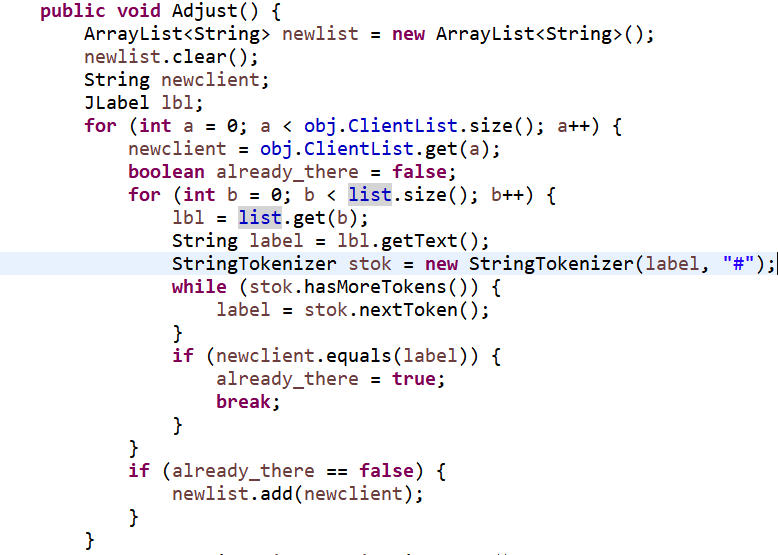 public void Adjust() {
ArrayList<String> newlist = new ArrayList<String>();
newlist.clear();
String newclient;
JLabel lbl;
for (int a = 0; a < obj.ClientList.size(); a++) {
newclient = obj.ClientList.get(a);
boolean already_there = false;
for (int b = 0; b < list.size(); b++) {
lbl = list.get(b);
String label = lbl.getText();
StringTokenizer stok = new StringTokenizer(label, "#");
while (stok.hasMoreTokens()) {
label = stok.nextToken();
}
if (newclient.equals(label)) {
already_there = true;
break;
}
}
if (already_there == false) {
newlist.add(newclient);
}
}